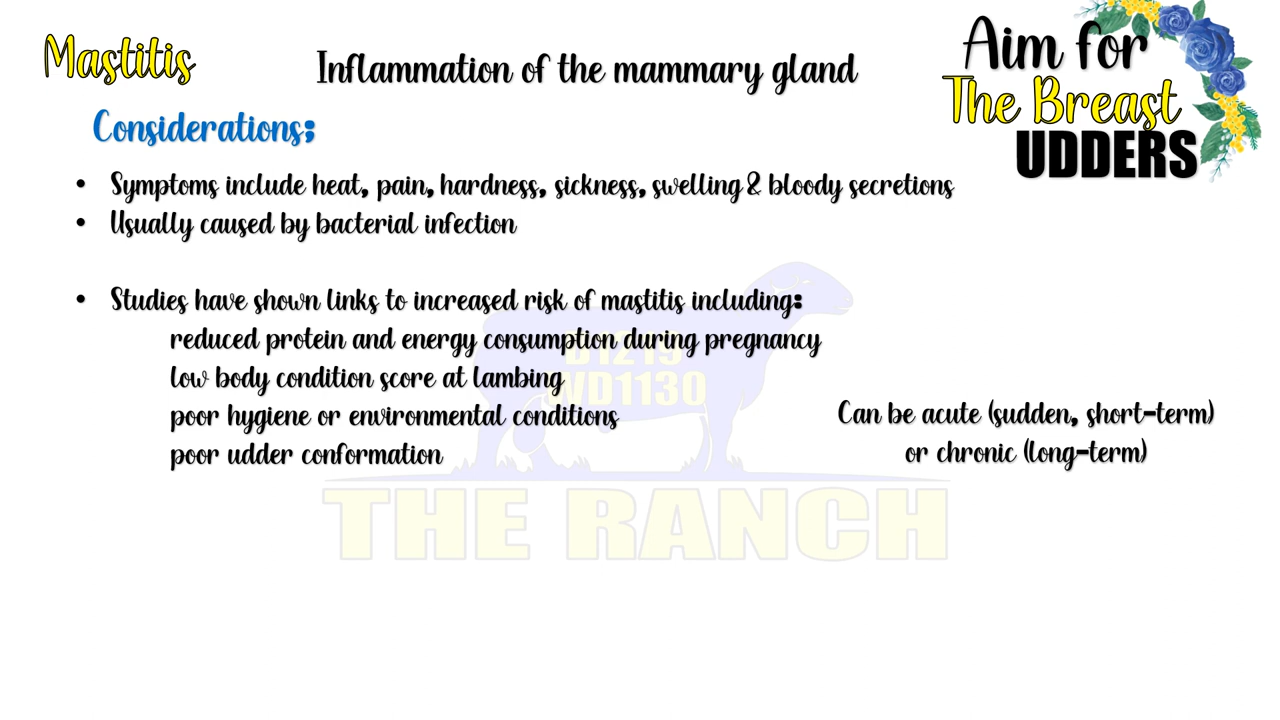 Mastitis
Inflammation of the mammary gland
Aim for
The Breast
UDDERS
Considerations;
• Symptoms include heat, pain, hardness, sickness, swelling & bloody secretions
• Usually caused by bacterial infection
• Studies have shown links to increased risk of mastitis including:
reduced protein and energy consumption during pregnancy
low body condition score at lambing
poor hygiene or environmental conditions
poor udder conformation
Can be acute (sudden, short-term)
or chronic (long-term)
D1219
WD1130
THE RANCH